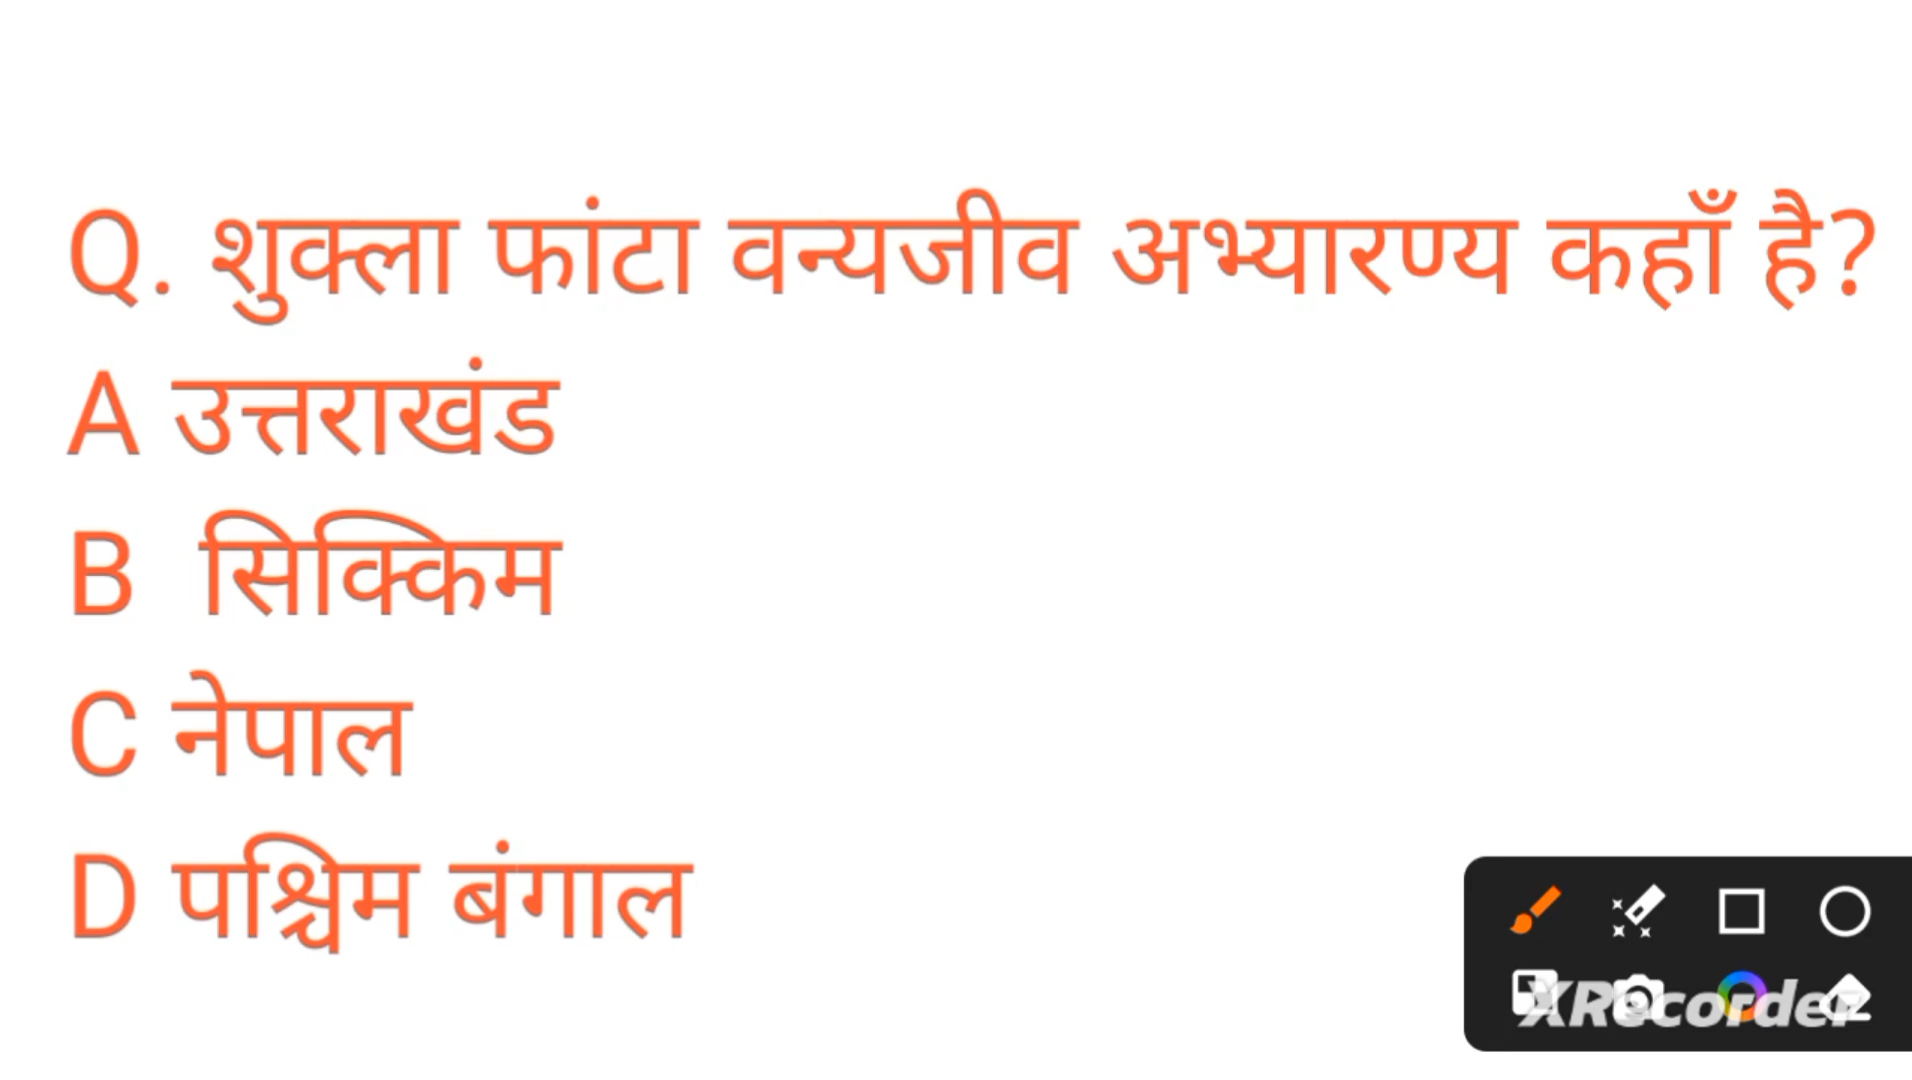 Q. शुक्ला फांटा वन्यजीव अभ्यारण्य कहाँ है?
A उत्तराखंड
B सिक्किम
C नेपाल
D पश्चिम बंगाल
XRecorder